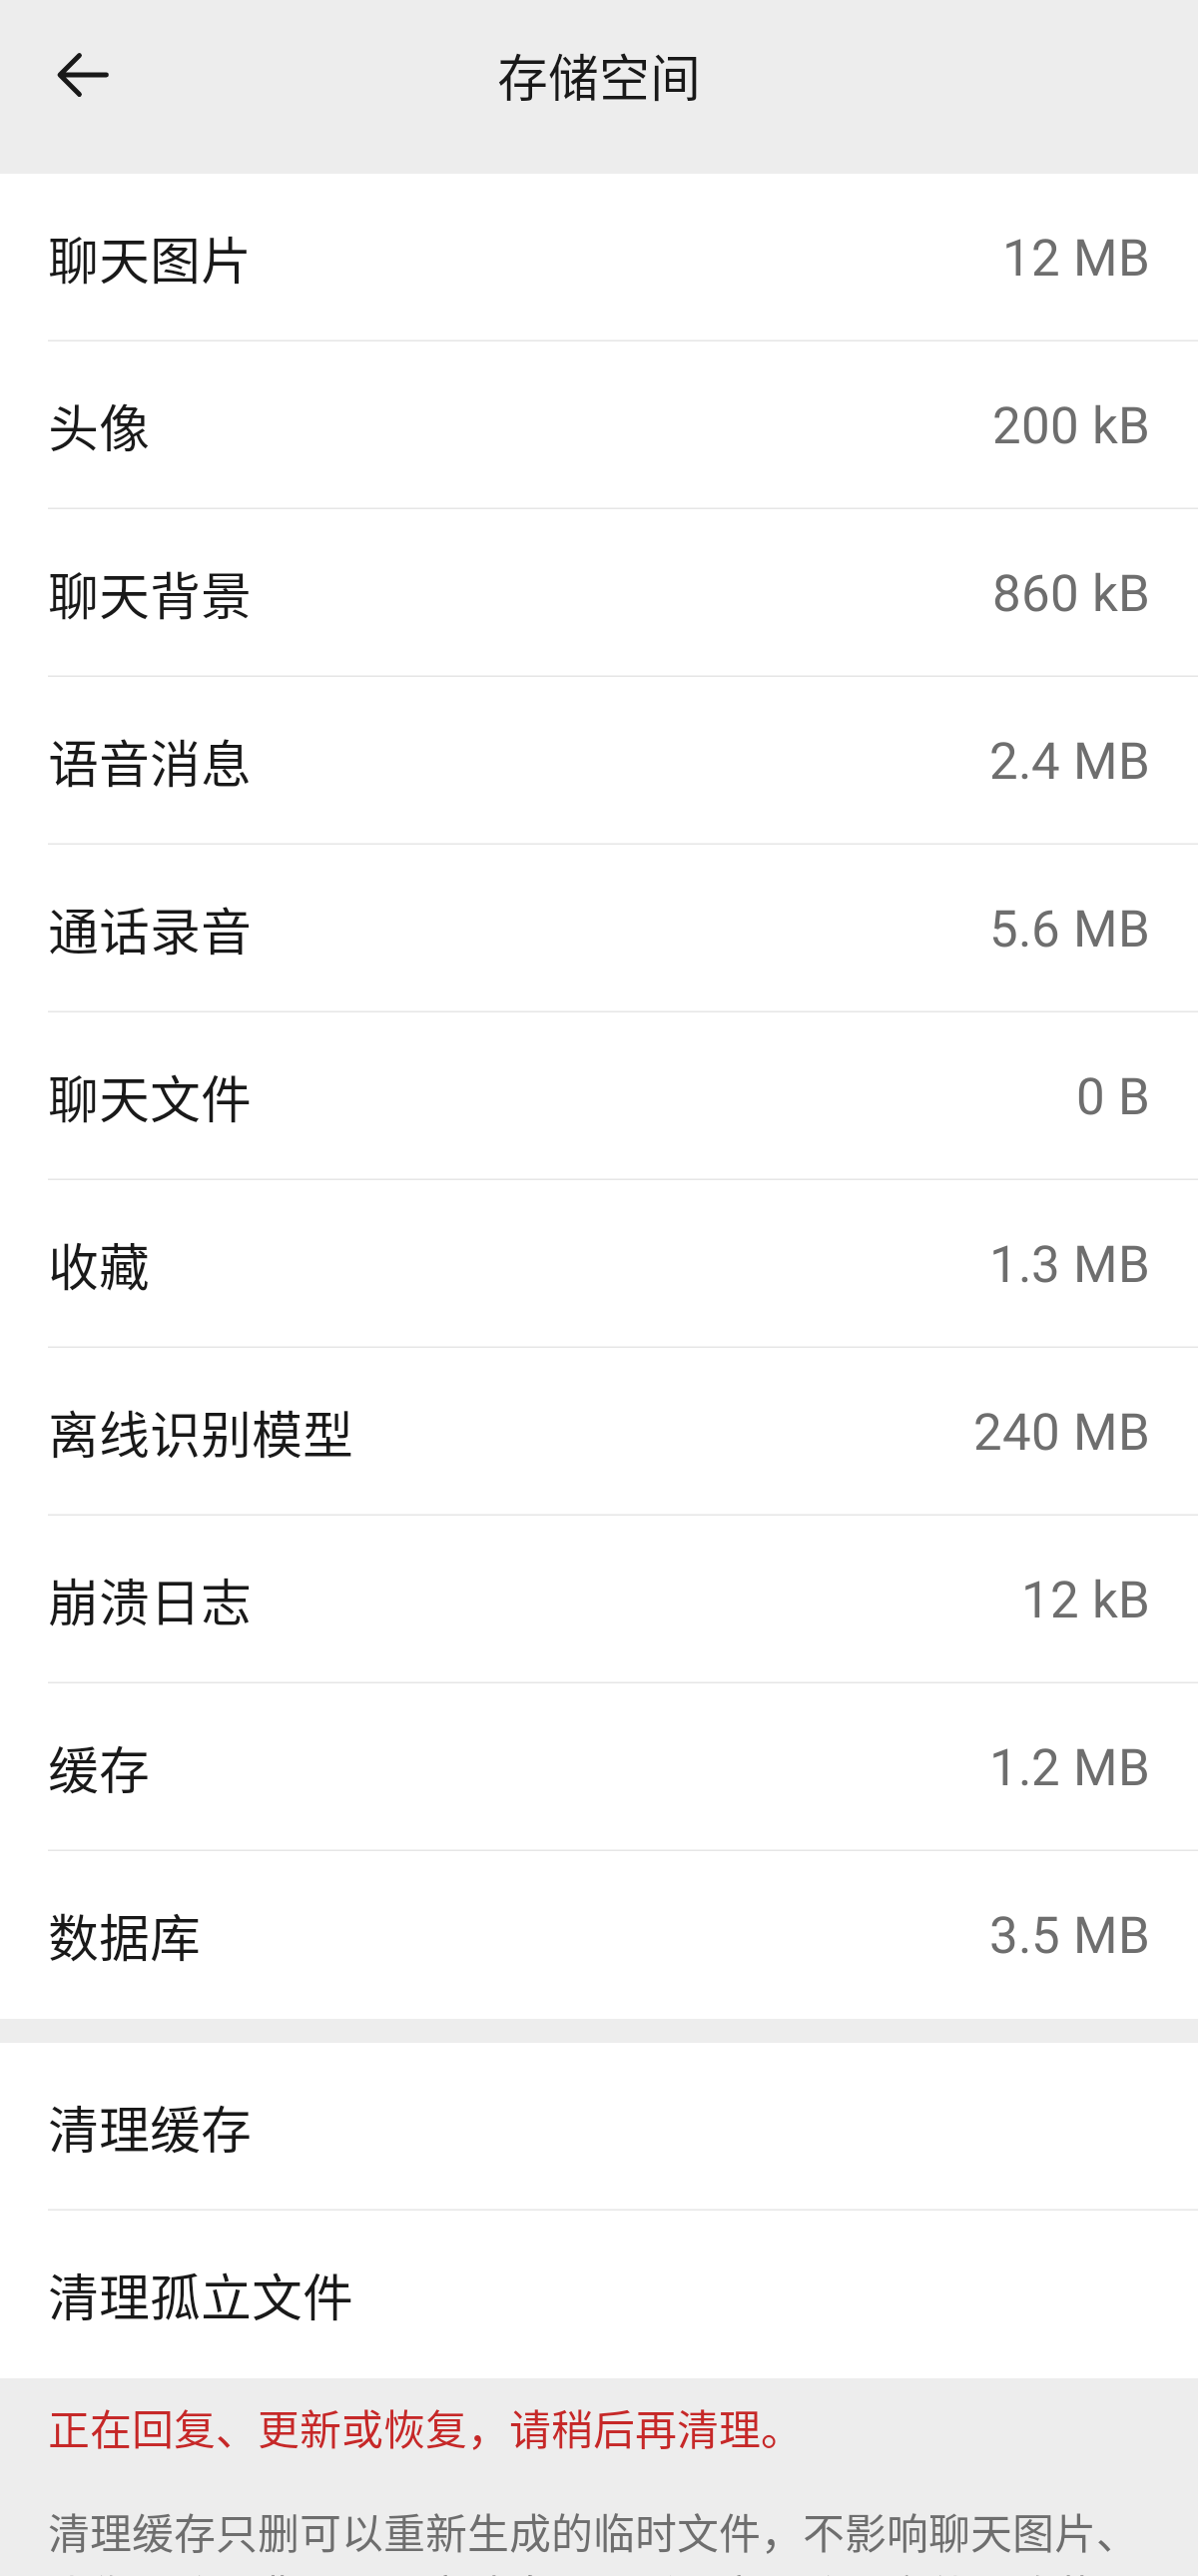 存储空间
聊天图片 12 MB
头像 200 kB
聊天背景 860 kB
语音消息 2.4 MB
通话录音 5.6 MB
聊天文件 0 B
收藏 1.3 MB
离线识别模型 240 MB
崩溃日志 12 kB
缓存 1.2 MB
数据库 3.5 MB
清理缓存
清理孤立文件
正在回复、更新或恢复，请稍后再清理。
清理缓存只删可以重新生成的临时文件，不影响聊天图片、